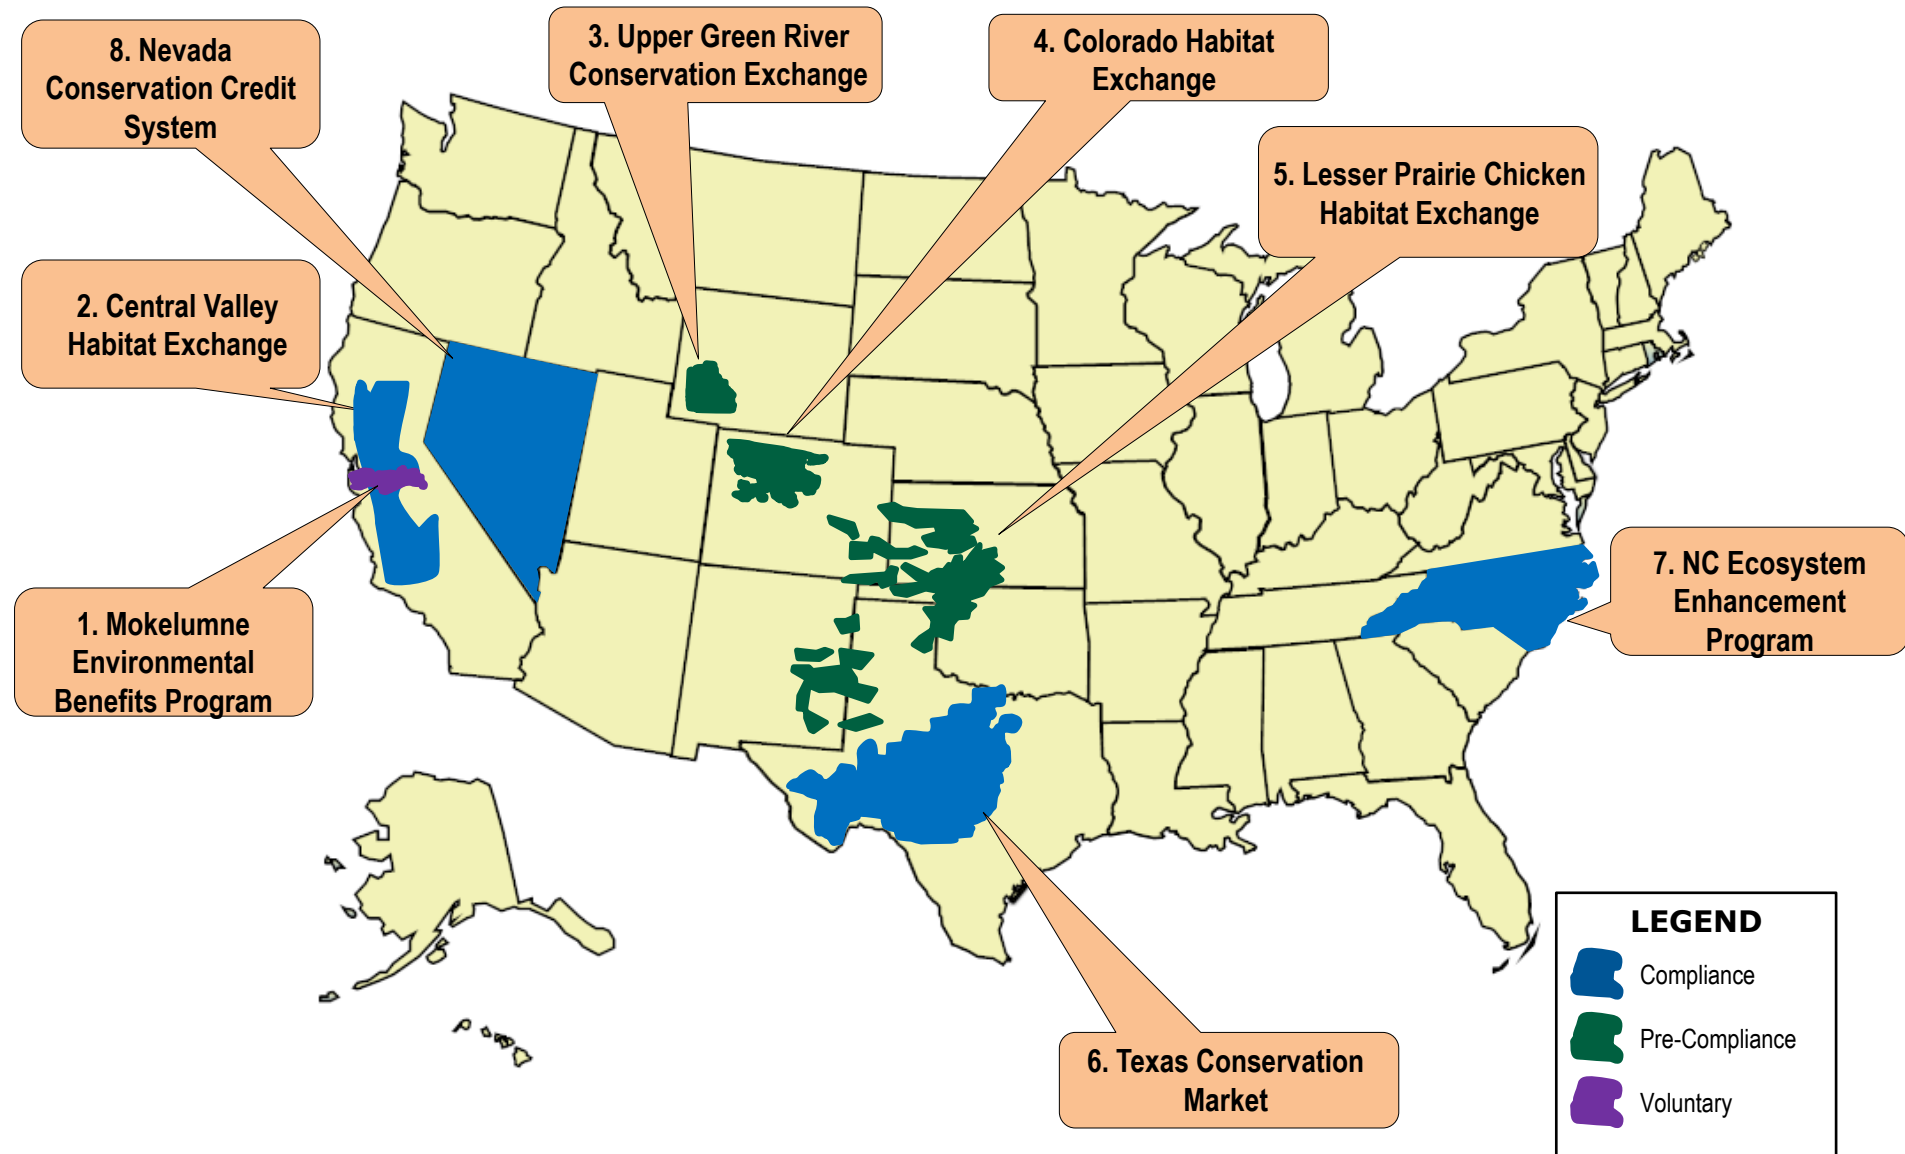 8. Nevada
Conservation Credit
System
3. Upper Green River
Conservation Exchange
4. Colorado Habitat
Exchange
5. Lesser Prairie Chicken
Habitat Exchange
2. Central Valley
Habitat Exchange
1. Mokelumne
Environmental
Benefits Program
7. NC Ecosystem
Enhancement
Program
6. Texas Conservation
Market
LEGEND
Compliance
Pre-Compliance
Voluntary